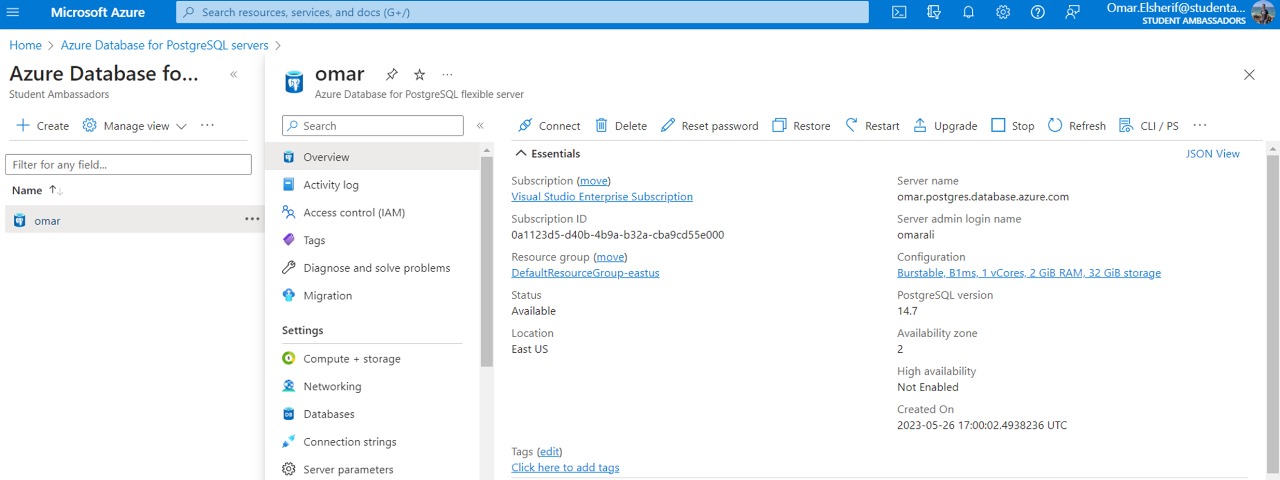 Microsoft Azure
Search resources, services, and docs (G+/)
Omar.Elsherif@studenta...
STUDENT AMBASSADORS
Home > Azure Database for PostgreSQL servers >
Azure Database fo... «
Student Ambassadors
Create Manage view ...
Filter for any field...
Name
omar ...
omar ...
Azure Database for PostgreSQL flexible server
Search «
Overview
Activity log
Access control (IAM)
Tags
Diagnose and solve problems
Migration
Settings
Compute + storage
Networking
Databases
Connection strings
Server parameters
Connect Delete Reset password Restore Restart Upgrade Stop Refresh CLI / PS ...
Essentials
JSON View
Subscription (move)
Visual Studio Enterprise Subscription
Subscription ID
0a1123d5-d40b-4b9a-b32a-cba9cd55e000
Resource group (move)
DefaultResourceGroup-eastus
Status
Available
Location
East US
Server name
omar.postgres.database.azure.com
Server admin login name
omarali
Configuration
Burstable, B1ms, 1 vCores, 2 GiB RAM, 32 GiB storage
PostgreSQL version
14.7
Availability zone
2
High availability
Not Enabled
Created On
2023-05-26 17:00:02.4938236 UTC
Tags (edit)
Click here to add tags